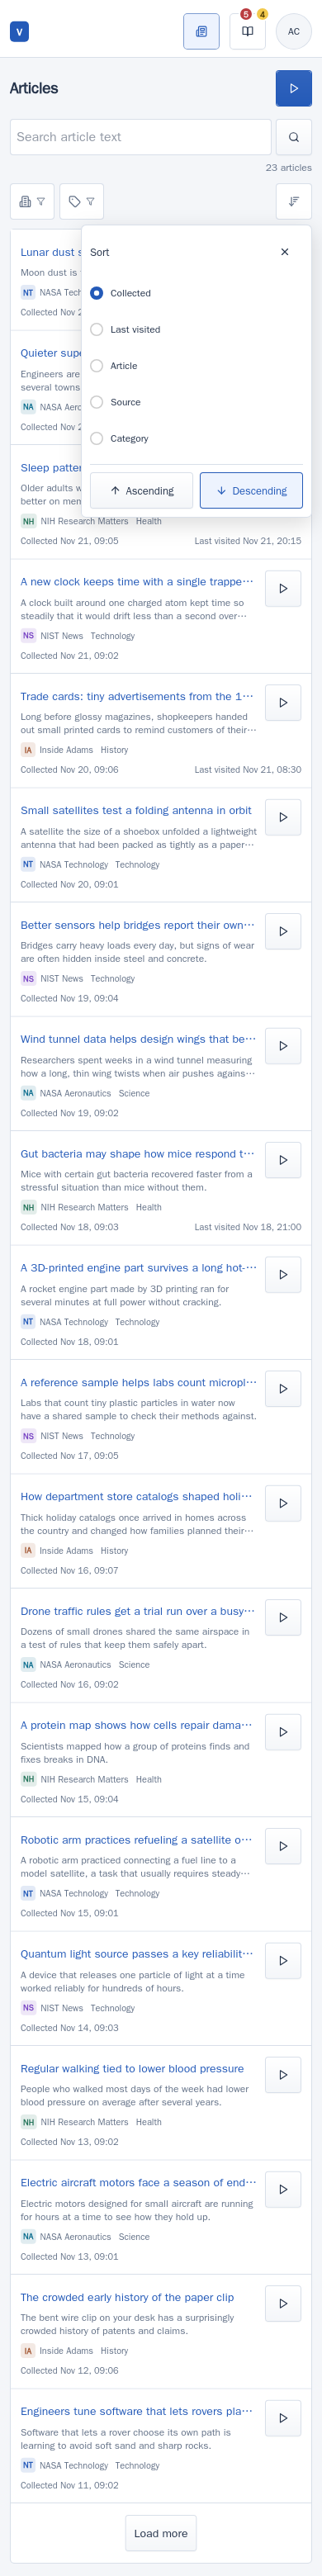 v
5
4
AC
Articles
Search article text
23 articles
Lunar dust s
Moon dust is
NT NASA Tech
Collected Nov 2
Quieter supe
Engineers are
several towns
NA NASA Aero
Collected Nov 2
Sleep patter
Older adults w
better on mem
NH NIH Research Matters Health
Collected Nov 21, 09:05 Last visited Nov 21, 20:15
Sort
Collected
Last visited
Article
Source
Category
Ascending
Descending
A new clock keeps time with a single trappe…
A clock built around one charged atom kept time so
steadily that it would drift less than a second over…
NS NIST News Technology
Collected Nov 21, 09:02
Trade cards: tiny advertisements from the 1…
Long before glossy magazines, shopkeepers handed
out small printed cards to remind customers of their…
IA Inside Adams History
Collected Nov 20, 09:06 Last visited Nov 21, 08:30
Small satellites test a folding antenna in orbit
A satellite the size of a shoebox unfolded a lightweight
antenna that had been packed as tightly as a paper…
NT NASA Technology Technology
Collected Nov 20, 09:01
Better sensors help bridges report their own…
Bridges carry heavy loads every day, but signs of wear
are often hidden inside steel and concrete.
NS NIST News Technology
Collected Nov 19, 09:04
Wind tunnel data helps design wings that be…
Researchers spent weeks in a wind tunnel measuring
how a long, thin wing twists when air pushes agains…
NA NASA Aeronautics Science
Collected Nov 19, 09:02
Gut bacteria may shape how mice respond t…
Mice with certain gut bacteria recovered faster from a
stressful situation than mice without them.
NH NIH Research Matters Health
Collected Nov 18, 09:03 Last visited Nov 18, 21:00
A 3D-printed engine part survives a long hot-…
A rocket engine part made by 3D printing ran for
several minutes at full power without cracking.
NT NASA Technology Technology
Collected Nov 18, 09:01
A reference sample helps labs count micropl…
Labs that count tiny plastic particles in water now
have a shared sample to check their methods against.
NS NIST News Technology
Collected Nov 17, 09:05
How department store catalogs shaped holi…
Thick holiday catalogs once arrived in homes across
the country and changed how families planned their…
IA Inside Adams History
Collected Nov 16, 09:07
Drone traffic rules get a trial run over a busy…
Dozens of small drones shared the same airspace in
a test of rules that keep them safely apart.
NA NASA Aeronautics Science
Collected Nov 16, 09:02
A protein map shows how cells repair dama…
Scientists mapped how a group of proteins finds and
fixes breaks in DNA.
NH NIH Research Matters Health
Collected Nov 15, 09:04
Robotic arm practices refueling a satellite o…
A robotic arm practiced connecting a fuel line to a
model satellite, a task that usually requires steady…
NT NASA Technology Technology
Collected Nov 15, 09:01
Quantum light source passes a key reliabilit…
A device that releases one particle of light at a time
worked reliably for hundreds of hours.
NS NIST News Technology
Collected Nov 14, 09:03
Regular walking tied to lower blood pressure
People who walked most days of the week had lower
blood pressure on average after several years.
NH NIH Research Matters Health
Collected Nov 13, 09:02
Electric aircraft motors face a season of end…
Electric motors designed for small aircraft are running
for hours at a time to see how they hold up.
NA NASA Aeronautics Science
Collected Nov 13, 09:01
The crowded early history of the paper clip
The bent wire clip on your desk has a surprisingly
crowded history of patents and claims.
IA Inside Adams History
Collected Nov 12, 09:06
Engineers tune software that lets rovers pla…
Software that lets a rover choose its own path is
learning to avoid soft sand and sharp rocks.
NT NASA Technology Technology
Collected Nov 11, 09:02
Load more